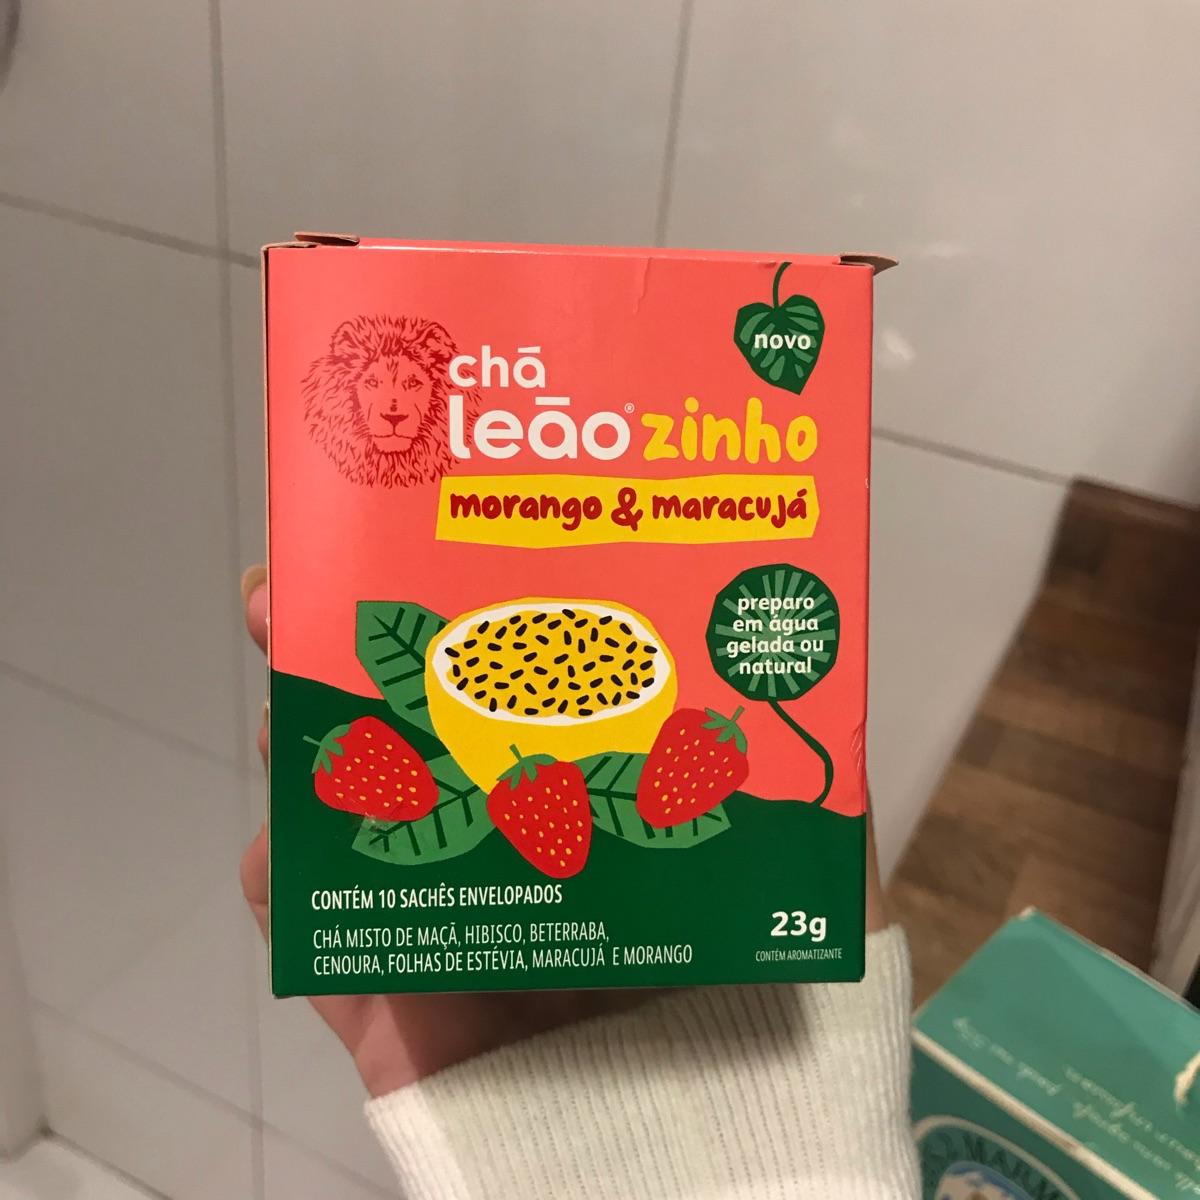 novo
chá
leão® zinho
morango & maracujá
preparo
em água
gelada ou
natural
CONTÉM 10 SACHÊS ENVELOPADOS
CHÁ MISTO DE MAÇÃ, HIBISCO, BETERRABA,
CENOURA, FOLHAS DE ESTÉVIA, MARACUJÁ E MORANGO
23g
CONTÉM AROMATIZANTE